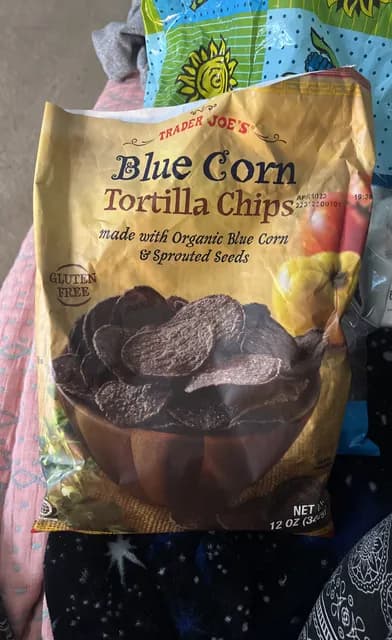 TRADER JOE'S
Blue Corn
Tortilla Chips
made with Organic Blue Corn
& Sprouted Seeds
GLUTEN
FREE
NET
12 OZ